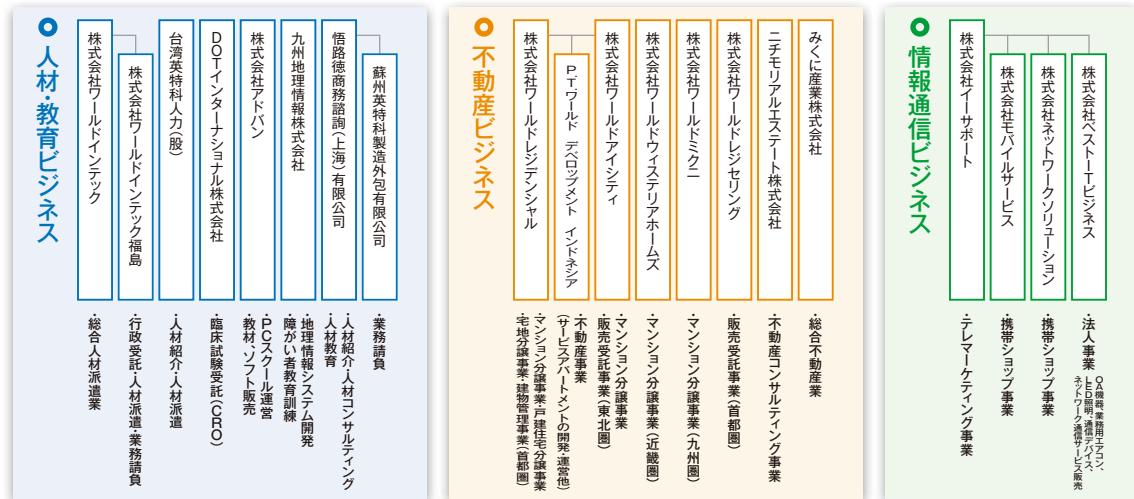 人材・教育ビジネス
株式会社ワールドインテック
・総合人材派遣業
株式会社ワールドインテック福島
・行政受託・人材派遣・業務請負
台湾英特科人力(股)
・人材紹介・人材派遣
DOTインターナショナル株式会社
・臨床試験受託(CRO)
株式会社アドバン
・PCスクール運営
教材・ソフト販売
九州地理情報株式会社
・地理情報システム開発
障がい者教育訓練
悟路徳商務諮詢(上海)有限公司
・人材紹介・人材コンサルティング
人材教育
蘇州英特科製造外包有限公司
・業務請負
不動産ビジネス
株式会社ワールドレジデンシャル
・マンション分譲事業・戸建住宅分譲事業
宅地分譲事業・建物管理事業(首都圏)
PTワールド デベロップメント インドネシア
・不動産事業
(サービスアパートメントの開発・運営他)
株式会社ワールドアイシティ
・マンション分譲事業
・販売受託事業(東北圏)
株式会社ワールドウィステリアホームズ
・マンション分譲事業(近畿圏)
株式会社ワールドミクニ
・マンション分譲事業(九州圏)
株式会社ワールドレジセリング
・販売受託事業(首都圏)
ニチモリアルエステート株式会社
・不動産コンサルティング事業
みくに産業株式会社
・総合不動産業
情報通信ビジネス
株式会社イーサポート
・テレマーケティング事業
株式会社モバイルサービス
・携帯ショップ事業
株式会社ネットワークソリューション
・携帯ショップ事業
株式会社ベストITビジネス
・法人事業
OA機器、業務用エアコン、
LED照明、通信デバイス、
ネットワーク通信サービス販売